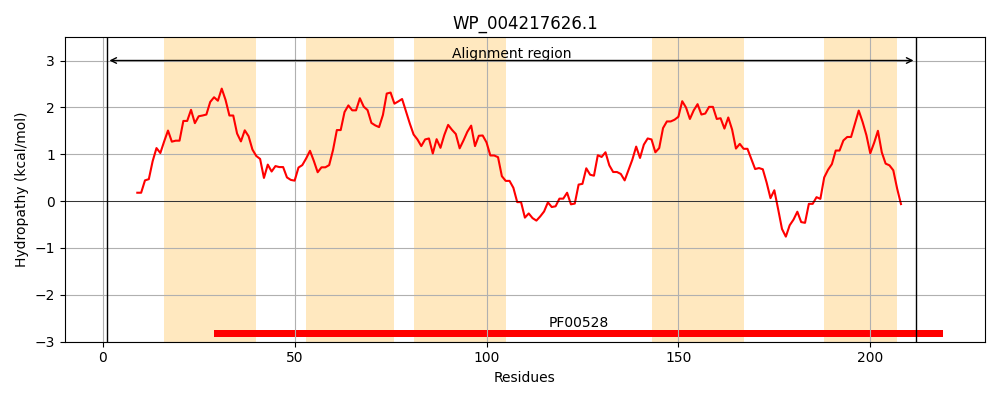 WP_004217626.1
Alignment region
Hydropathy (kcal/mol)
3
2
1
0
−1
−2
−3
PF00528
0 50 100 150 200
Residues